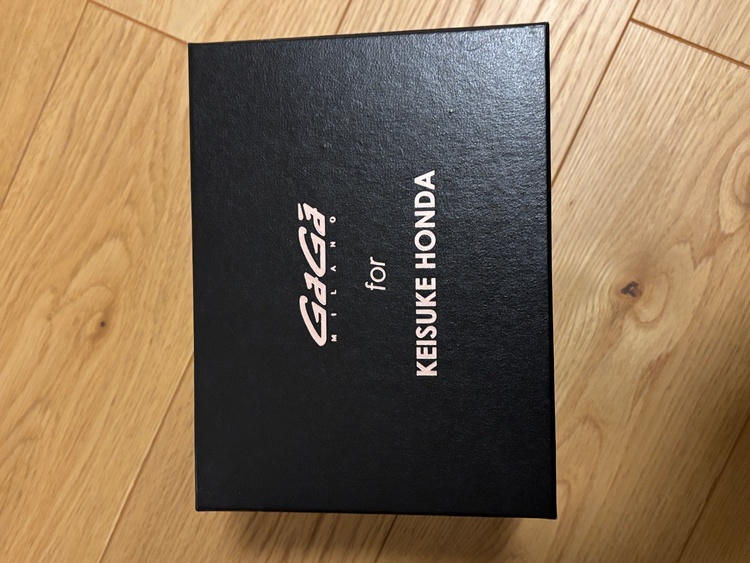 GaGà
MILANO
for
KEISUKE HONDA